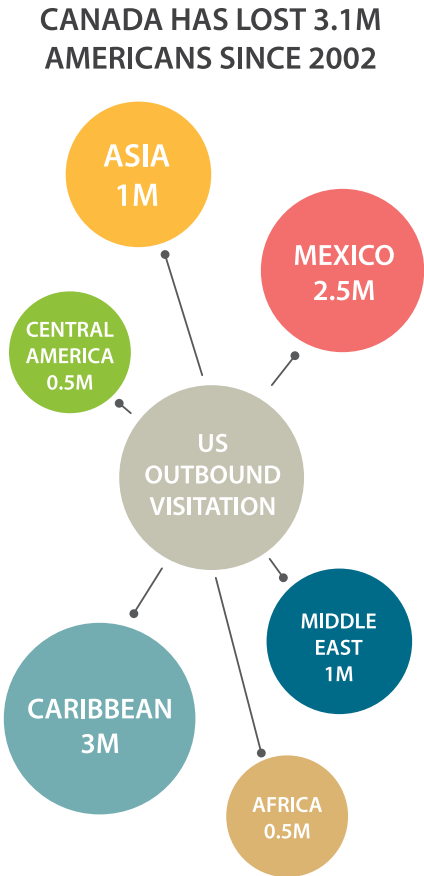 CANADA HAS LOST 3.1M
AMERICANS SINCE 2002
ASIA
1M
MEXICO
2.5M
CENTRAL
AMERICA
0.5M
US
OUTBOUND
VISITATION
MIDDLE
EAST
1M
CARIBBEAN
3M
AFRICA
0.5M